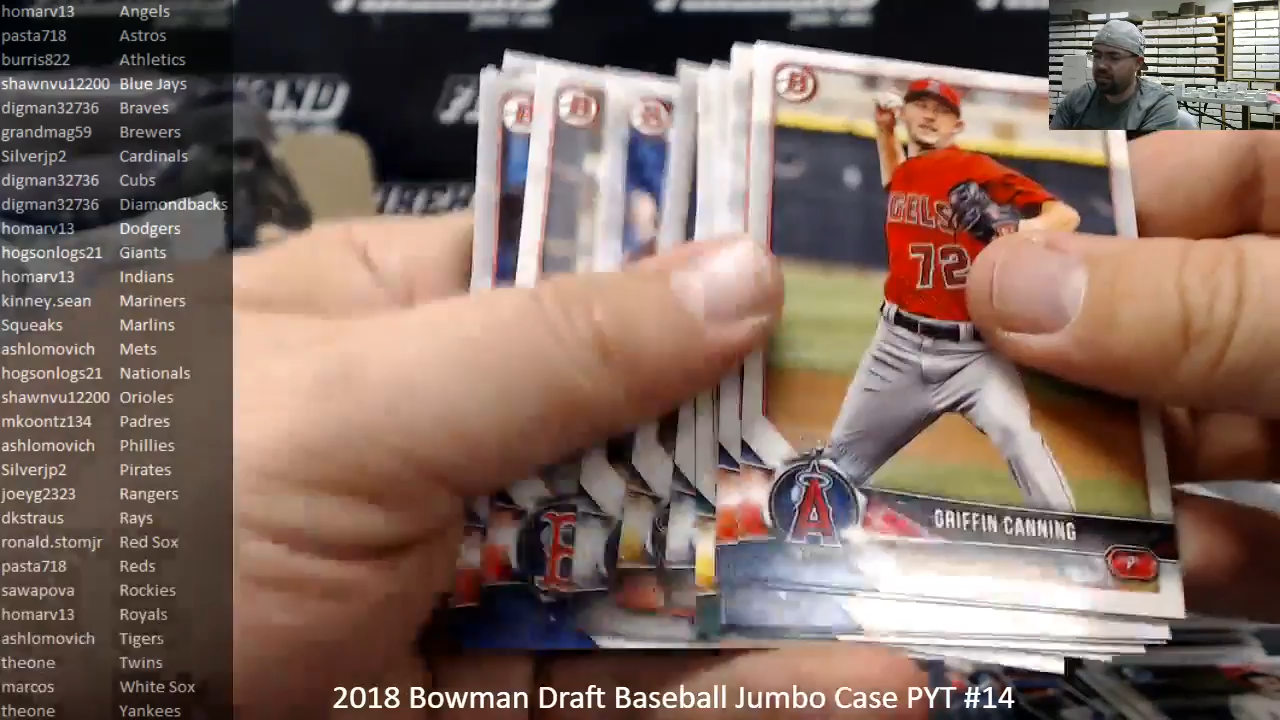 homarv13 Angels
pasta718 Astros
burris822 Athletics
shawnvu12200 Blue Jays
digman32736 Braves
grandmag59 Brewers
Silverjp2 Cardinals
digman32736 Cubs
digman32736 Diamondbacks
homarv13 Dodgers
hogsonlogs21 Giants
homarv13 Indians
kinney.sean Mariners
Squeaks Marlins
ashlomovich Mets
hogsonlogs21 Nationals
shawnvu12200 Orioles
mkoontz134 Padres
ashlomovich Phillies
Silverjp2 Pirates
joeyg2323 Rangers
dkstraus Rays
ronald.stomjr Red Sox
pasta718 Reds
sawapova Rockies
homarv13 Royals
ashlomovich Tigers
theone Twins
marcos White Sox
theone Yankees
B
B
B
B
NGELS
72
A
GRIFFIN CANNING
P
B
2018 Bowman Draft Baseball Jumbo Case PYT #14